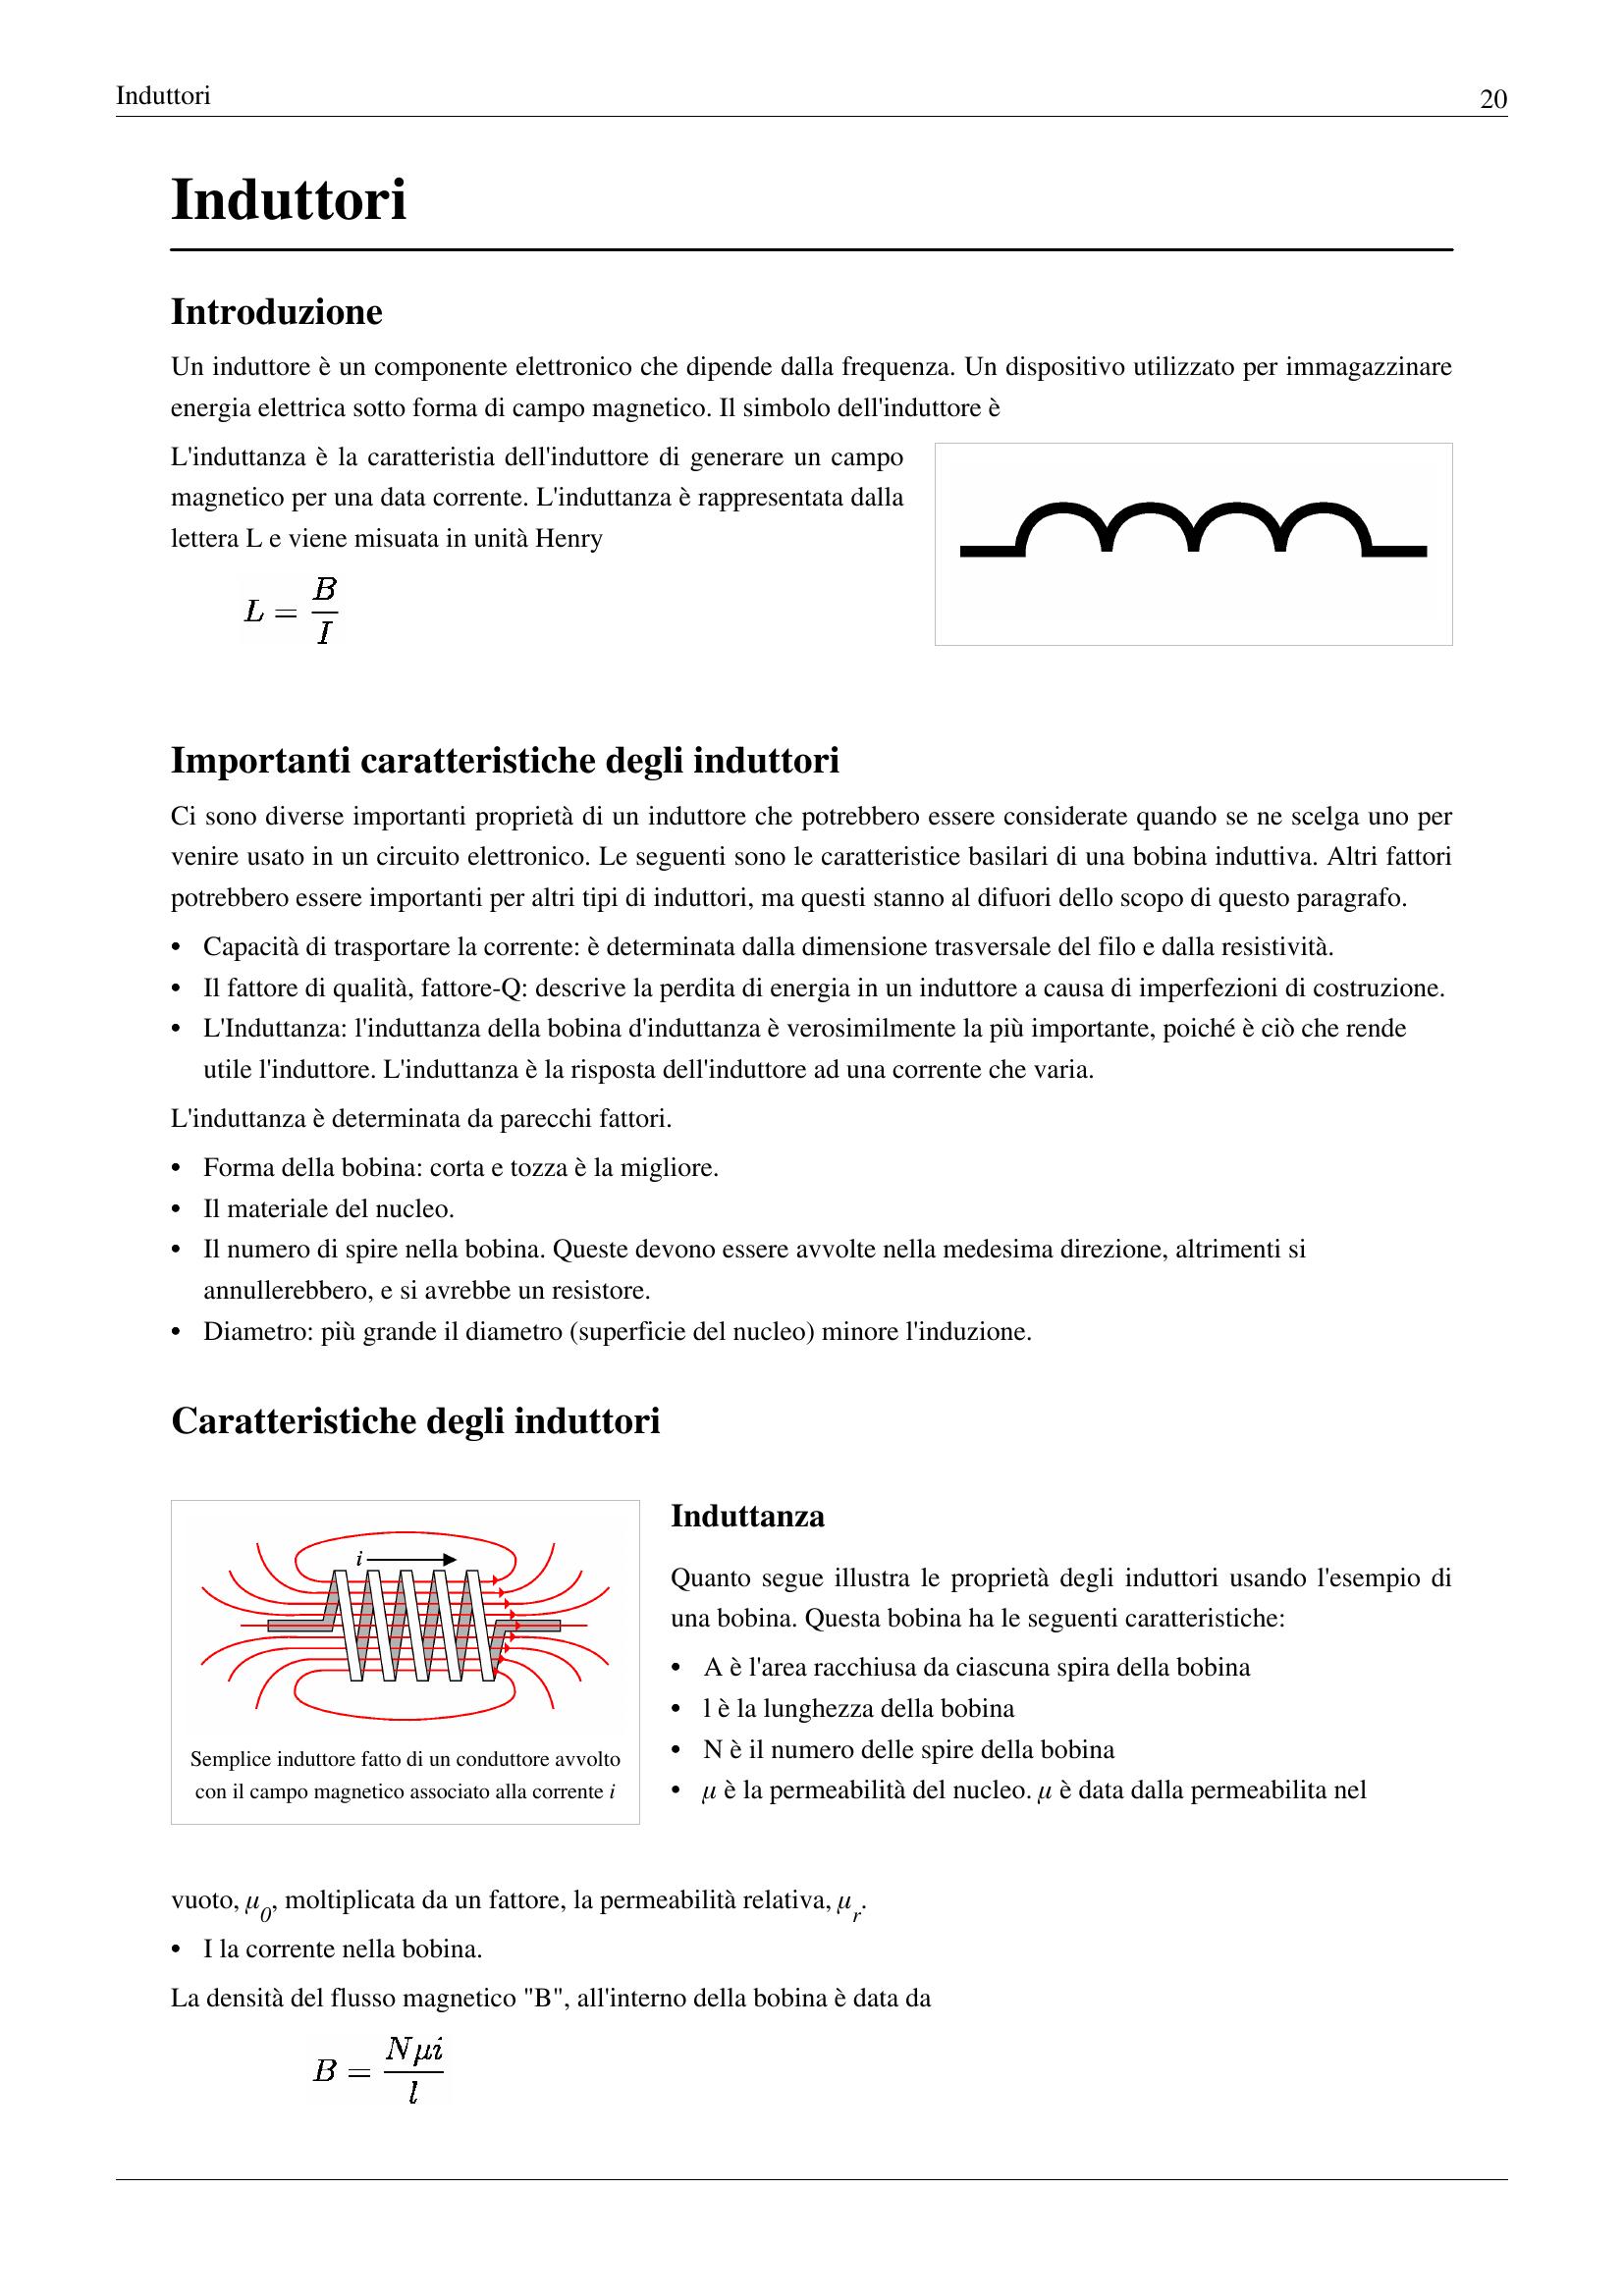 Induttori
20
Induttori
Introduzione
Un induttore è un componente elettronico che dipende dalla frequenza. Un dispositivo utilizzato per immagazzinare
energia elettrica sotto forma di campo magnetico. Il simbolo dell'induttore è
L'induttanza è la caratteristia dell'induttore di generare un campo
magnetico per una data corrente. L'induttanza è rappresentata dalla
lettera L e viene misuata in unità Henry
L = B/I
Importanti caratteristiche degli induttori
Ci sono diverse importanti proprietà di un induttore che potrebbero essere considerate quando se ne scelga uno per
venire usato in un circuito elettronico. Le seguenti sono le caratteristice basilari di una bobina induttiva. Altri fattori
potrebbero essere importanti per altri tipi di induttori, ma questi stanno al difuori dello scopo di questo paragrafo.
• Capacità di trasportare la corrente: è determinata dalla dimensione trasversale del filo e dalla resistività.
• Il fattore di qualità, fattore-Q: descrive la perdita di energia in un induttore a causa di imperfezioni di costruzione.
• L'Induttanza: l'induttanza della bobina d'induttanza è verosimilmente la più importante, poiché è ciò che rende
utile l'induttore. L'induttanza è la risposta dell'induttore ad una corrente che varia.
L'induttanza è determinata da parecchi fattori.
• Forma della bobina: corta e tozza è la migliore.
• Il materiale del nucleo.
• Il numero di spire nella bobina. Queste devono essere avvolte nella medesima direzione, altrimenti si
annullerebbero, e si avrebbe un resistore.
• Diametro: più grande il diametro (superficie del nucleo) minore l'induzione.
Caratteristiche degli induttori
i
Semplice induttore fatto di un conduttore avvolto
con il campo magnetico associato alla corrente i
Induttanza
Quanto segue illustra le proprietà degli induttori usando l'esempio di
una bobina. Questa bobina ha le seguenti caratteristiche:
• A è l'area racchiusa da ciascuna spira della bobina
• l è la lunghezza della bobina
• N è il numero delle spire della bobina
• μ è la permeabilità del nucleo. μ è data dalla permeabilita nel
vuoto, μ0, moltiplicata da un fattore, la permeabilità relativa, μr.
• I la corrente nella bobina.
La densità del flusso magnetico "B", all'interno della bobina è data da
B = Nμi/l